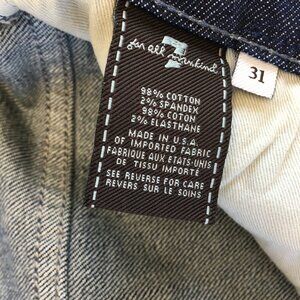 for all mankind
7
31
98% COTTON
2% SPANDEX
98% COTON
2% ELASTHANE
MADE IN U.S.A.
OF IMPORTED FABRIC
FABRIQUE AUX ETATS-UNIS
DE TISSU IMPORTE
SEE REVERSE FOR CARE
REVERS SUR LE SOINS